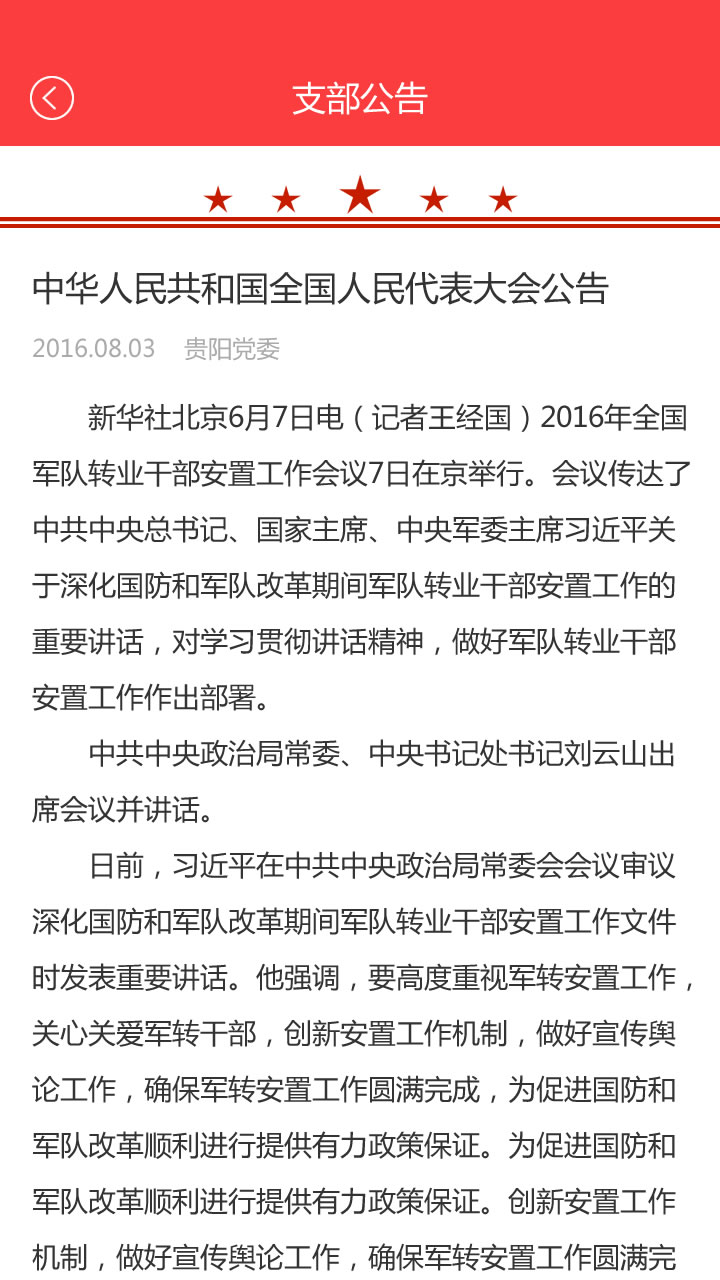 支部公告
中华人民共和国全国人民代表大会公告
2016.08.03 贵阳党委
新华社北京6月7日电（记者王经国）2016年全国
军队转业干部安置工作会议7日在京举行。会议传达了
中共中央总书记、国家主席、中央军委主席习近平关
于深化国防和军队改革期间军队转业干部安置工作的
重要讲话，对学习贯彻讲话精神，做好军队转业干部
安置工作作出部署。
中共中央政治局常委、中央书记处书记刘云山出
席会议并讲话。
日前，习近平在中共中央政治局常委会会议审议
深化国防和军队改革期间军队转业干部安置工作文件
时发表重要讲话。他强调，要高度重视军转安置工作，
关心关爱军转干部，创新安置工作机制，做好宣传舆
论工作，确保军转安置工作圆满完成，为促进国防和
军队改革顺利进行提供有力政策保证。为促进国防和
军队改革顺利进行提供有力政策保证。创新安置工作
机制，做好宣传舆论工作，确保军转安置工作圆满完